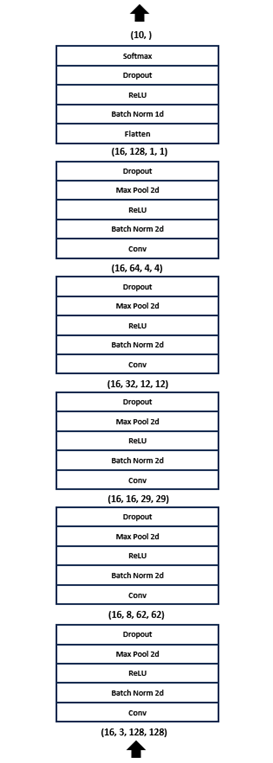 (10, )
Softmax
Dropout
ReLU
Batch Norm 1d
Flatten
(16, 128, 1, 1)
Dropout
Max Pool 2d
ReLU
Batch Norm 2d
Conv
(16, 64, 4, 4)
Dropout
Max Pool 2d
ReLU
Batch Norm 2d
Conv
(16, 32, 12, 12)
Dropout
Max Pool 2d
ReLU
Batch Norm 2d
Conv
(16, 16, 29, 29)
Dropout
Max Pool 2d
ReLU
Batch Norm 2d
Conv
(16, 8, 62, 62)
Dropout
Max Pool 2d
ReLU
Batch Norm 2d
Conv
(16, 3, 128, 128)